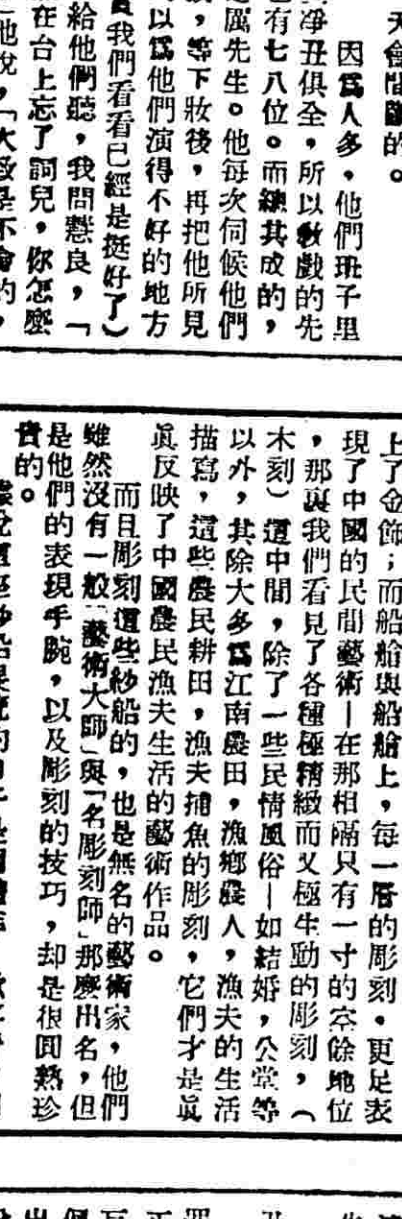 天會間斷的。
因爲人多，他們班子里
淨丑俱全，所以敎戲的先
有七八位。而總其成的，
厲先生。他每次伺候他們
，等下妝後，再把他所見
以爲他們演得不好的地方
我們看看已經是挺好了）
給他們聽，我問慧良，「
在台上忘了詞兒，你怎麽
他說，「大致是不會的，
上了金飾；而船艙與船艙上，每一層的彫刻。更足表
現了中國的民間藝術—在那相隔只有一寸的空餘地位
，那裏我們看見了各種極精緻而又極生動的彫刻，（
木刻）這中間，除了一些民情風俗—如結婚，公堂等
以外，其除大多爲江南農田，漁鄕農人，漁夫的生活
描寫，這些農民耕田，漁夫捕魚的彫刻，它們才是眞
眞反映了中國農民漁夫生活的藝術作品。
而且彫刻這些紗船的，也是無名的藝術家，他們
雖然沒有一般「藝術大師」與「名彫刻師」那麽出名，但
是他們的表現手腕，以及彫刻的技巧，却是很圓熟珍
貴的。